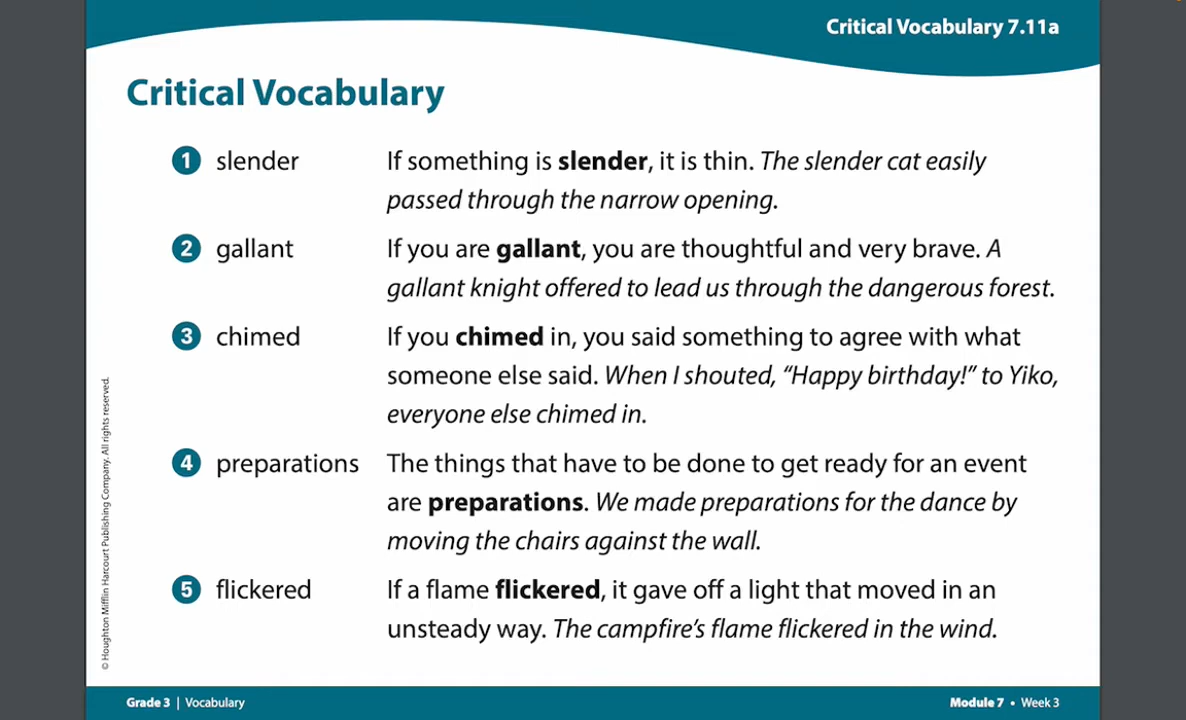 Critical Vocabulary 7.11a
Critical Vocabulary
1 slender If something is slender, it is thin. The slender cat easily
passed through the narrow opening.
2 gallant If you are gallant, you are thoughtful and very brave. A
gallant knight offered to lead us through the dangerous forest.
3 chimed If you chimed in, you said something to agree with what
someone else said. When I shouted, “Happy birthday!” to Yiko,
everyone else chimed in.
4 preparations The things that have to be done to get ready for an event
are preparations. We made preparations for the dance by
moving the chairs against the wall.
5 flickered If a flame flickered, it gave off a light that moved in an
unsteady way. The campfire’s flame flickered in the wind.
© Houghton Mifflin Harcourt Publishing Company. All rights reserved.
Grade 3 | Vocabulary
Module 7 • Week 3